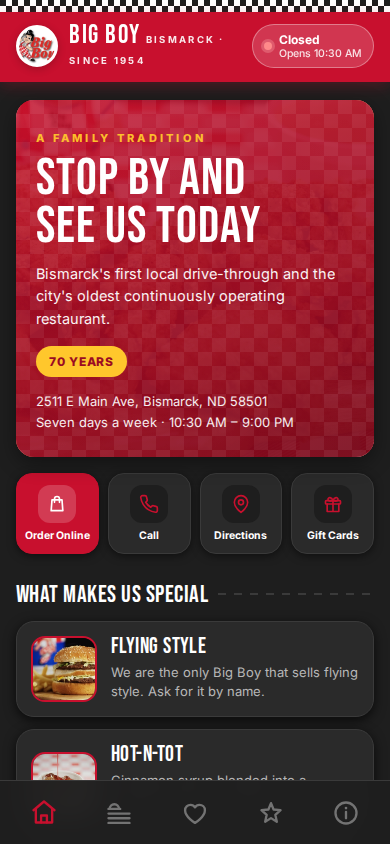 Big Boy
BIG BOY BISMARCK ·
SINCE 1954
Closed
Opens 10:30 AM
A FAMILY TRADITION
STOP BY AND
SEE US TODAY
Bismarck's first local drive-through and the
city's oldest continuously operating
restaurant.
70 YEARS
2511 E Main Ave, Bismarck, ND 58501
Seven days a week · 10:30 AM – 9:00 PM
Order Online
Call
Directions
Gift Cards
WHAT MAKES US SPECIAL
FLYING STYLE
We are the only Big Boy that sells flying
style. Ask for it by name.
HOT-N-TOT
Cinnamon syrup blended into a